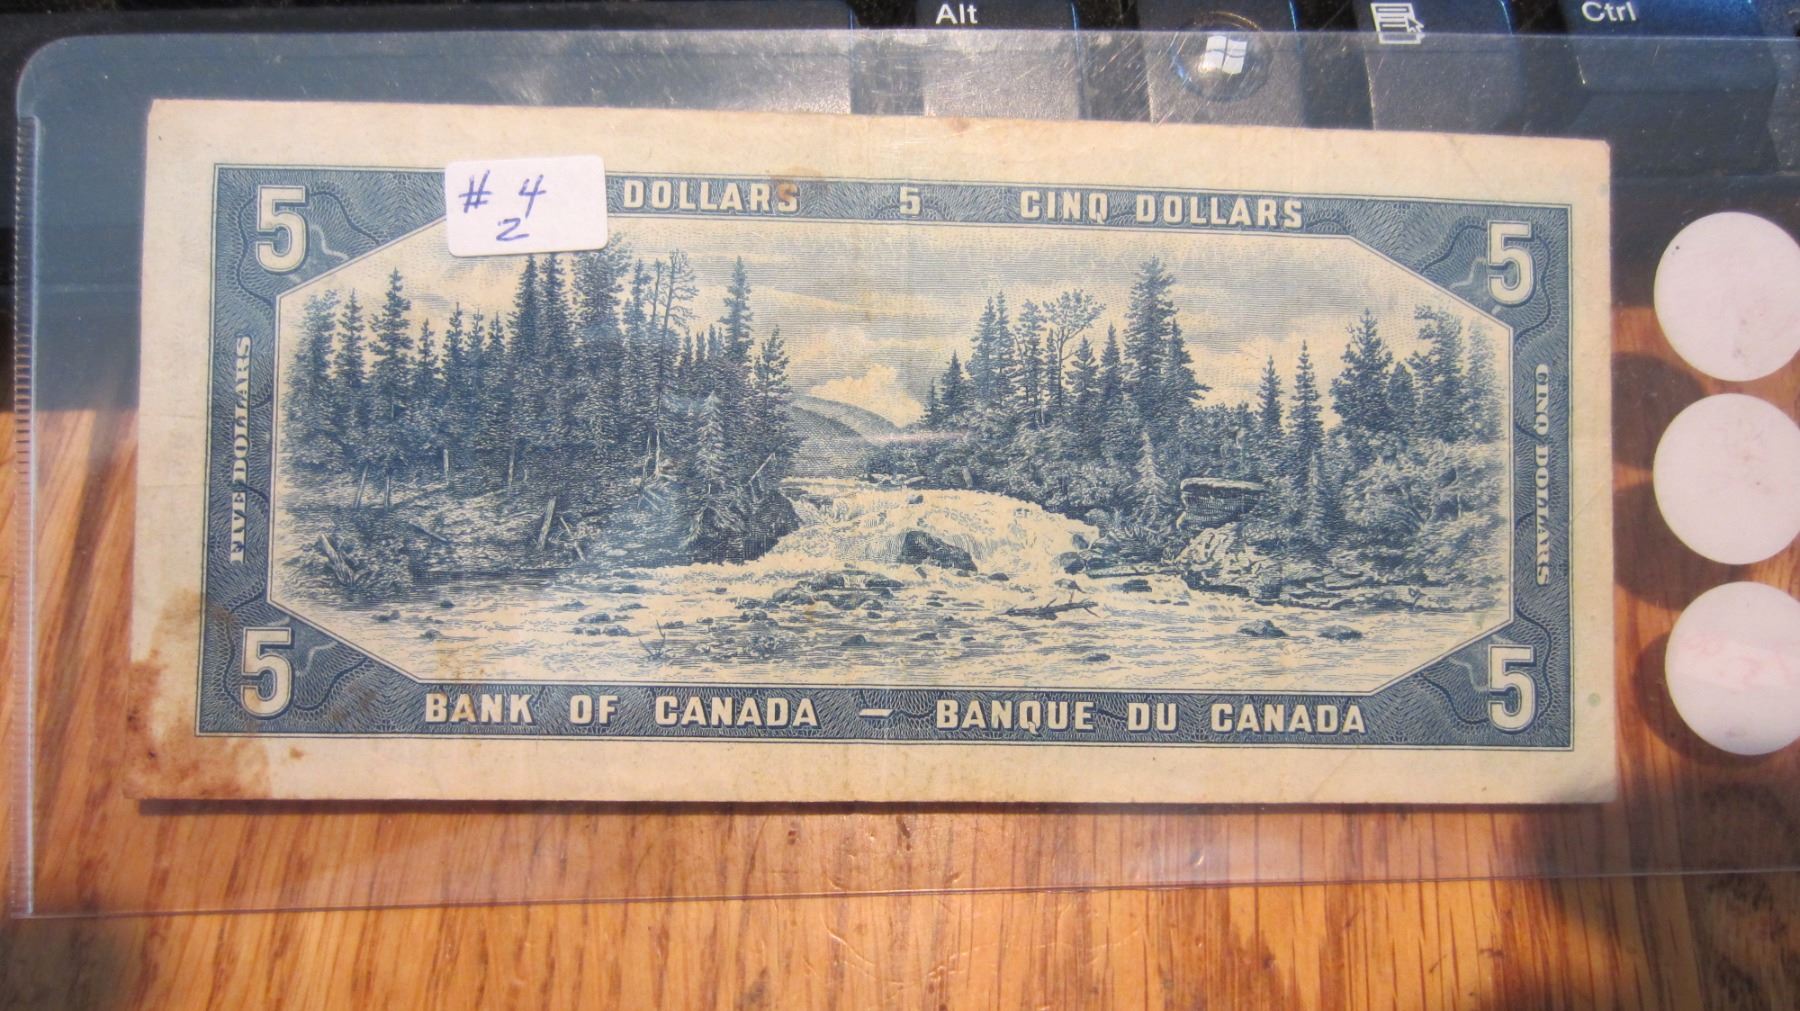 Alt
Ctrl
# 4
2
DOLLARS 5 CINQ DOLLARS
5
5
FIVE DOLLARS
CINQ DOLLARS
5
5
BANK OF CANADA — BANQUE DU CANADA